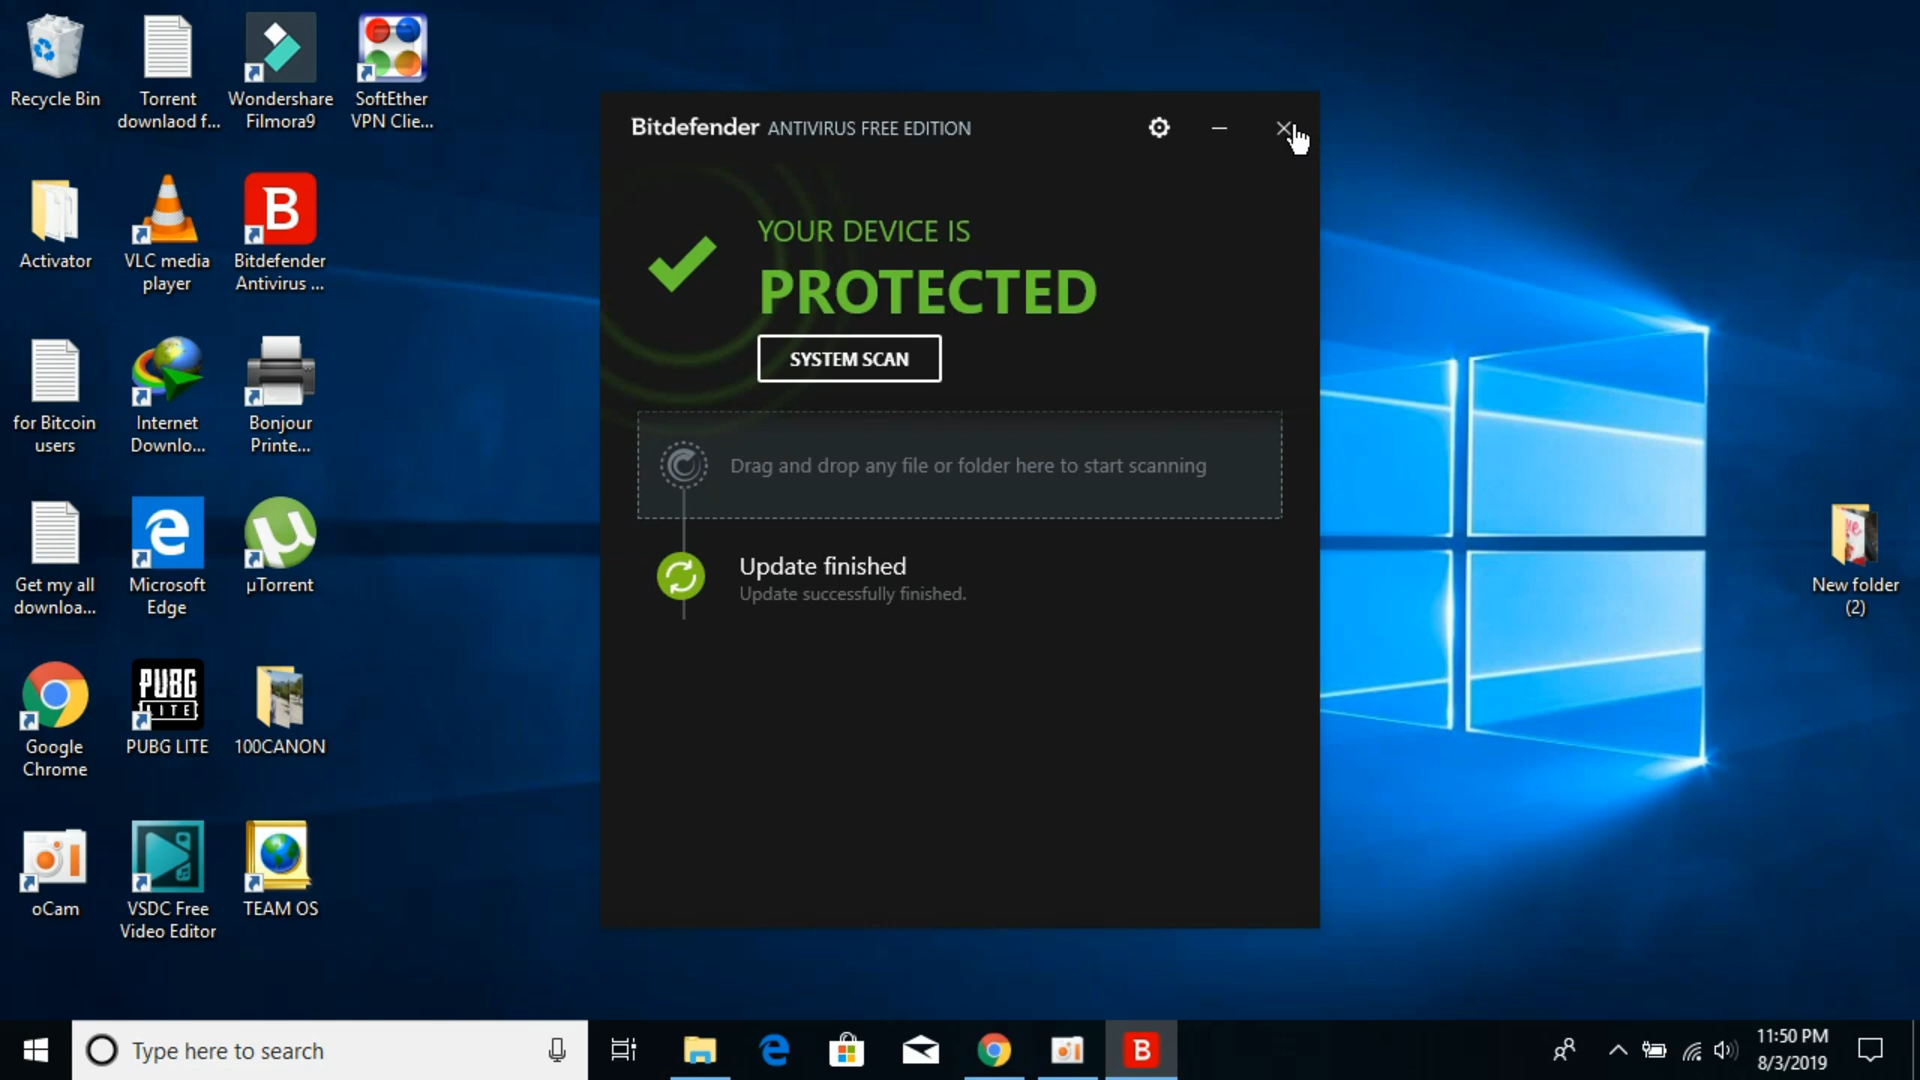 Recycle Bin
Torrent
downlaod f...
Wondershare
Filmora9
SoftEther
VPN Clie...
Activator
VLC media
player
Bitdefender
Antivirus ...
for Bitcoin
users
Internet
Downlo...
Bonjour
Printe...
Get my all
downloa...
Microsoft
Edge
µTorrent
Google
Chrome
PUBG
LITE
PUBG LITE
100CANON
oCam
VSDC Free
Video Editor
TEAM OS
Bitdefender ANTIVIRUS FREE EDITION
YOUR DEVICE IS
PROTECTED
SYSTEM SCAN
Drag and drop any file or folder here to start scanning
Update finished
Update successfully finished.
New folder
(2)
Type here to search
11:50 PM
8/3/2019